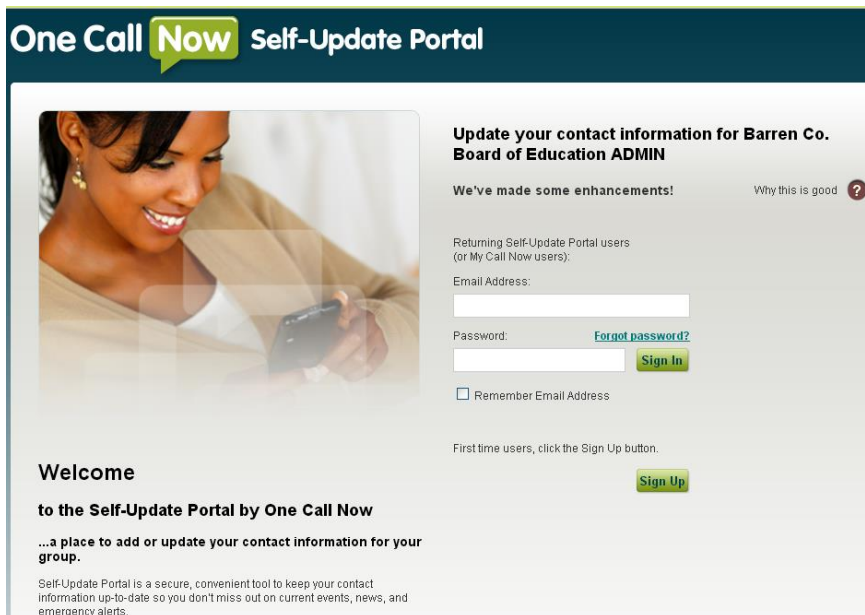 One Call Now Self-Update Portal
Update your contact information for Barren Co.
Board of Education ADMIN
We've made some enhancements!
Why this is good ?
Returning Self-Update Portal users
(or My Call Now users):
Email Address:
Password:
Forgot password?
Sign In
Remember Email Address
First time users, click the Sign Up button.
Sign Up
Welcome
to the Self-Update Portal by One Call Now
...a place to add or update your contact information for your
group.
Self-Update Portal is a secure, convenient tool to keep your contact
information up-to-date so you don't miss out on current events, news, and
emergency alerts.